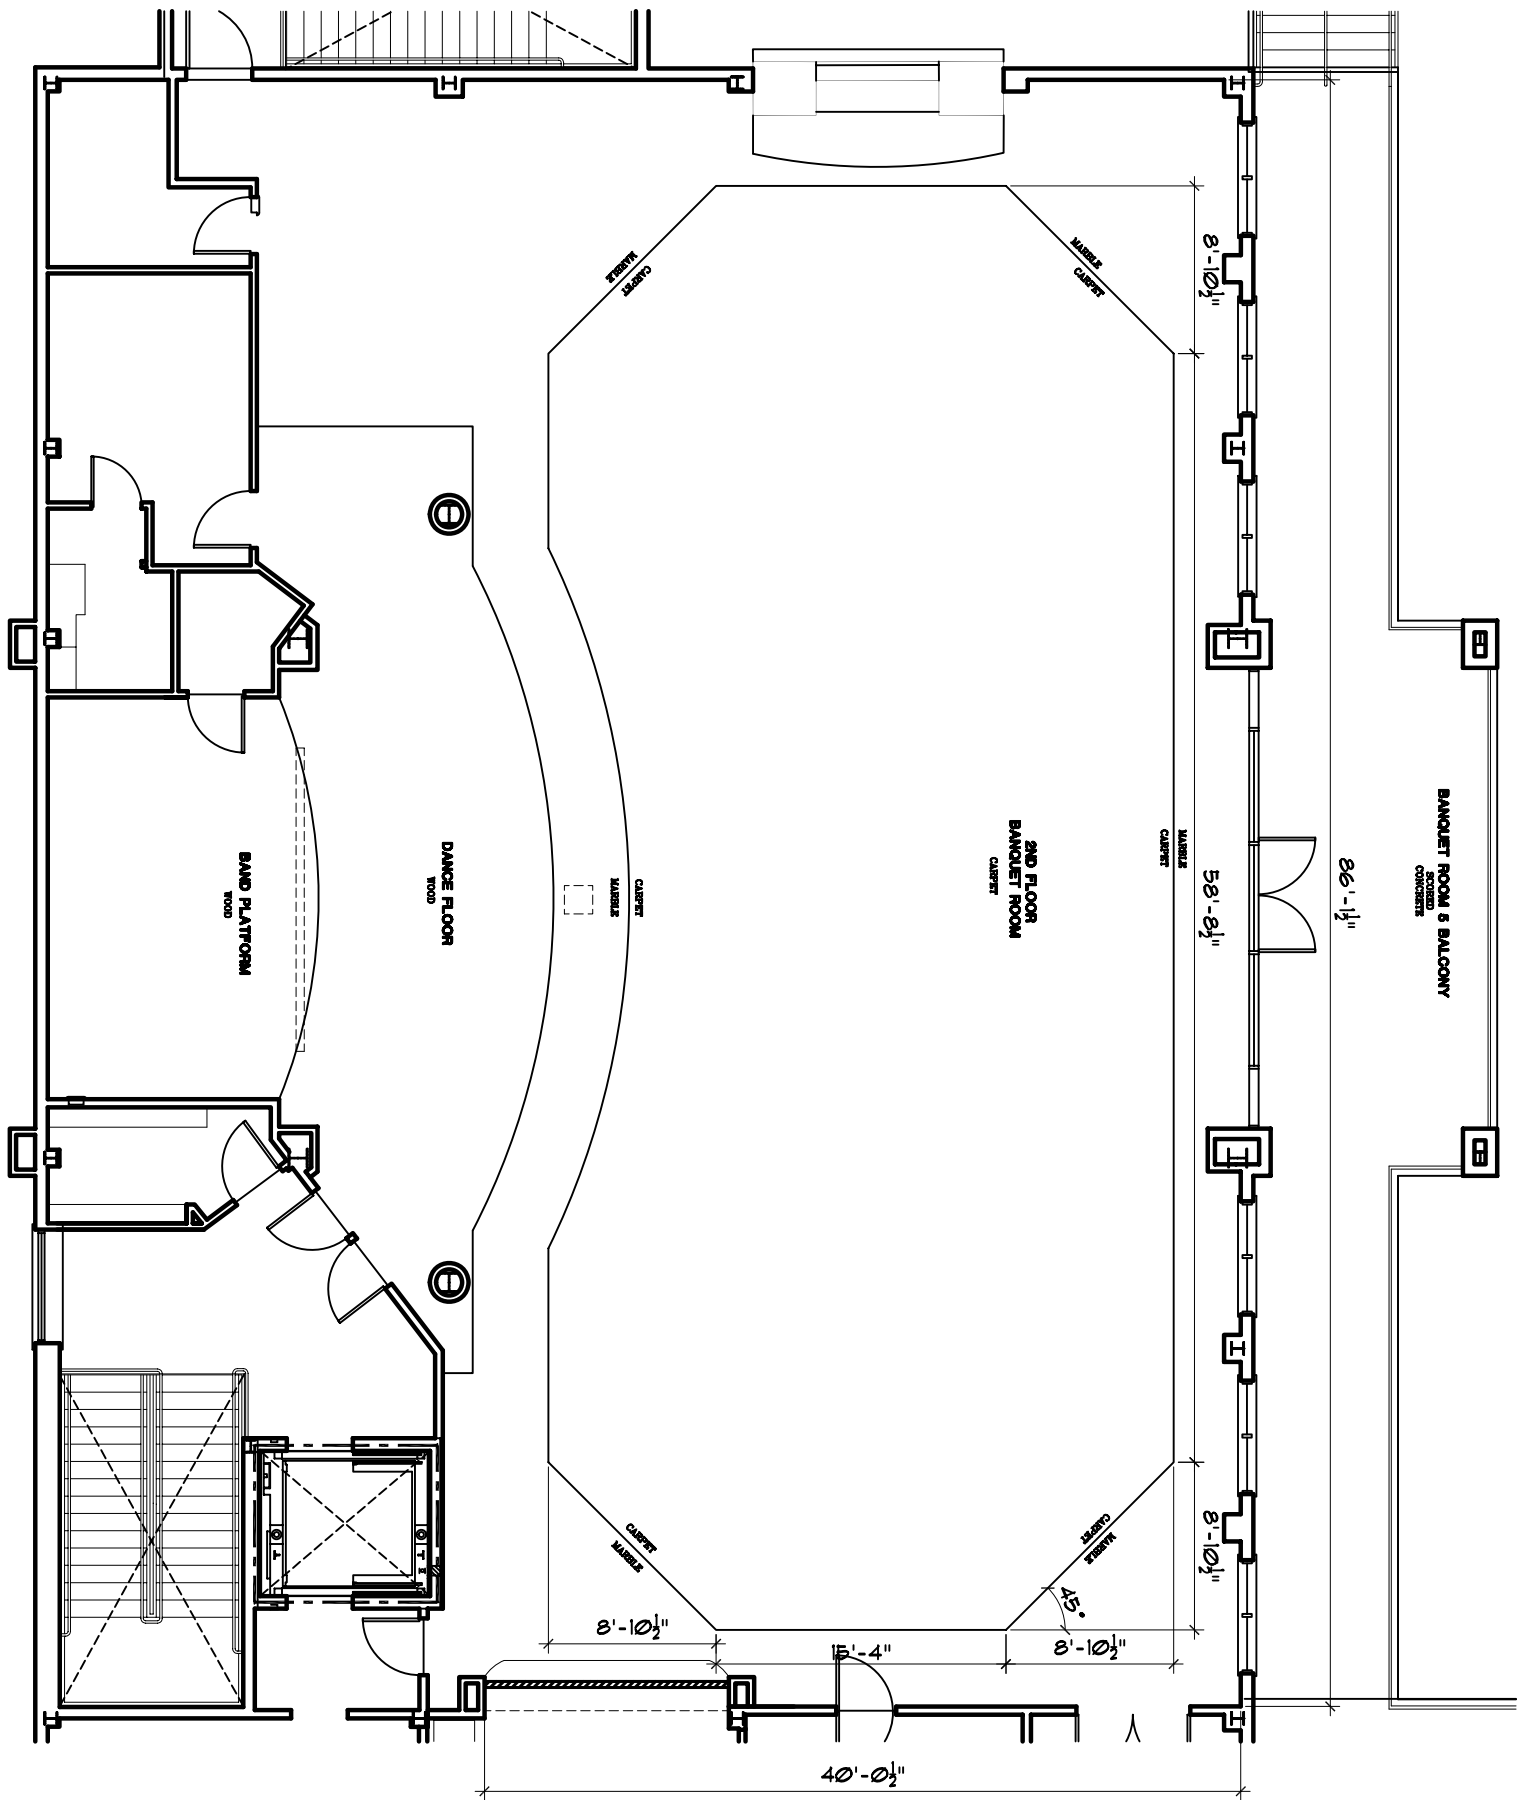 8'-10½"
MARBLE
CARPET
CARPET
MARBLE
MARBLE
CARPET
58'-8½"
86'-1½"
BANQUET ROOM & BALCONY
SCORED
CONCRETE
2ND FLOOR
BANQUET ROOM
CARPET
CARPET
MARBLE
DANCE FLOOR
WOOD
BAND PLATFORM
WOOD
CARPET
MARBLE
CARPET
MARBLE
8'-10½"
45°
8'-10½"
15'-4"
8'-10½"
40'-0½"